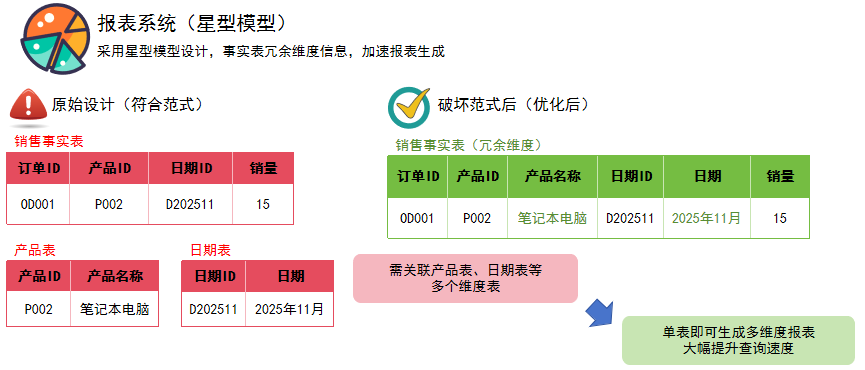 报表系统（星型模型）
采用星型模型设计，事实表冗余维度信息，加速报表生成
原始设计（符合范式）
销售事实表
订单ID 产品ID 日期ID 销量
OD001 P002 D202511 15
产品表
产品ID 产品名称
P002 笔记本电脑
日期表
日期ID 日期
D202511 2025年11月
破坏范式后（优化后）
销售事实表（冗余维度）
订单ID 产品ID 产品名称 日期ID 日期 销量
OD001 P002 笔记本电脑 D202511 2025年11月 15
需关联产品表、日期表等
多个维度表
单表即可生成多维度报表
大幅提升查询速度